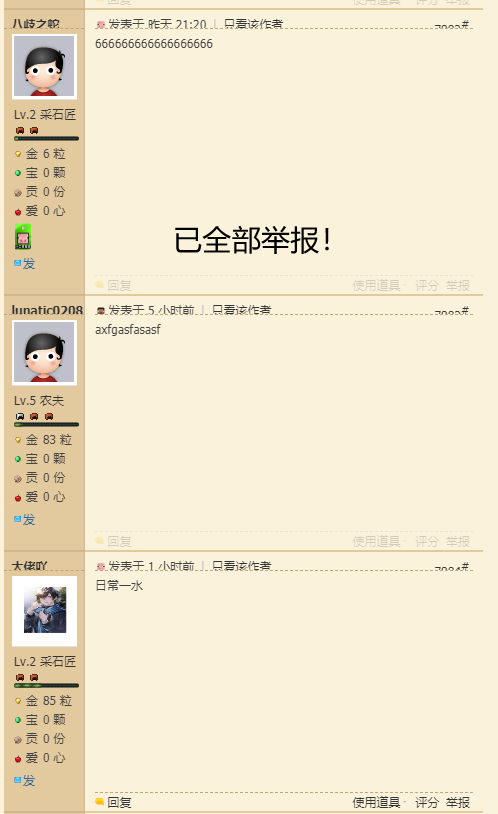 回复 使用道具 评分 举报
八歧之蛇 发表于 昨天 21:20 | 只看该作者
666666666666666666
Lv.2 采石匠
金 6 粒
宝 0 颗
贡 0 份
爱 0 心
已全部举报！
发
回复 使用道具 评分 举报
lunatic0208 发表于 5 小时前 | 只看该作者
axfgasfasasf
Lv.5 农夫
金 83 粒
宝 0 颗
贡 0 份
爱 0 心
发
回复 使用道具 评分 举报
大佬吖 发表于 1 小时前 | 只看该作者
日常一水
Lv.2 采石匠
金 85 粒
宝 0 颗
贡 0 份
爱 0 心
发
回复 使用道具 评分 举报